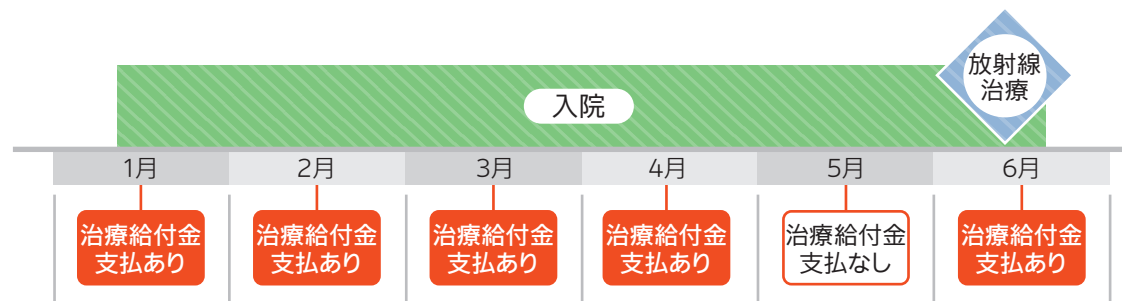 放射線
治療
入院
1月
2月
3月
4月
5月
6月
治療給付金
支払あり
治療給付金
支払あり
治療給付金
支払あり
治療給付金
支払あり
治療給付金
支払なし
治療給付金
支払あり